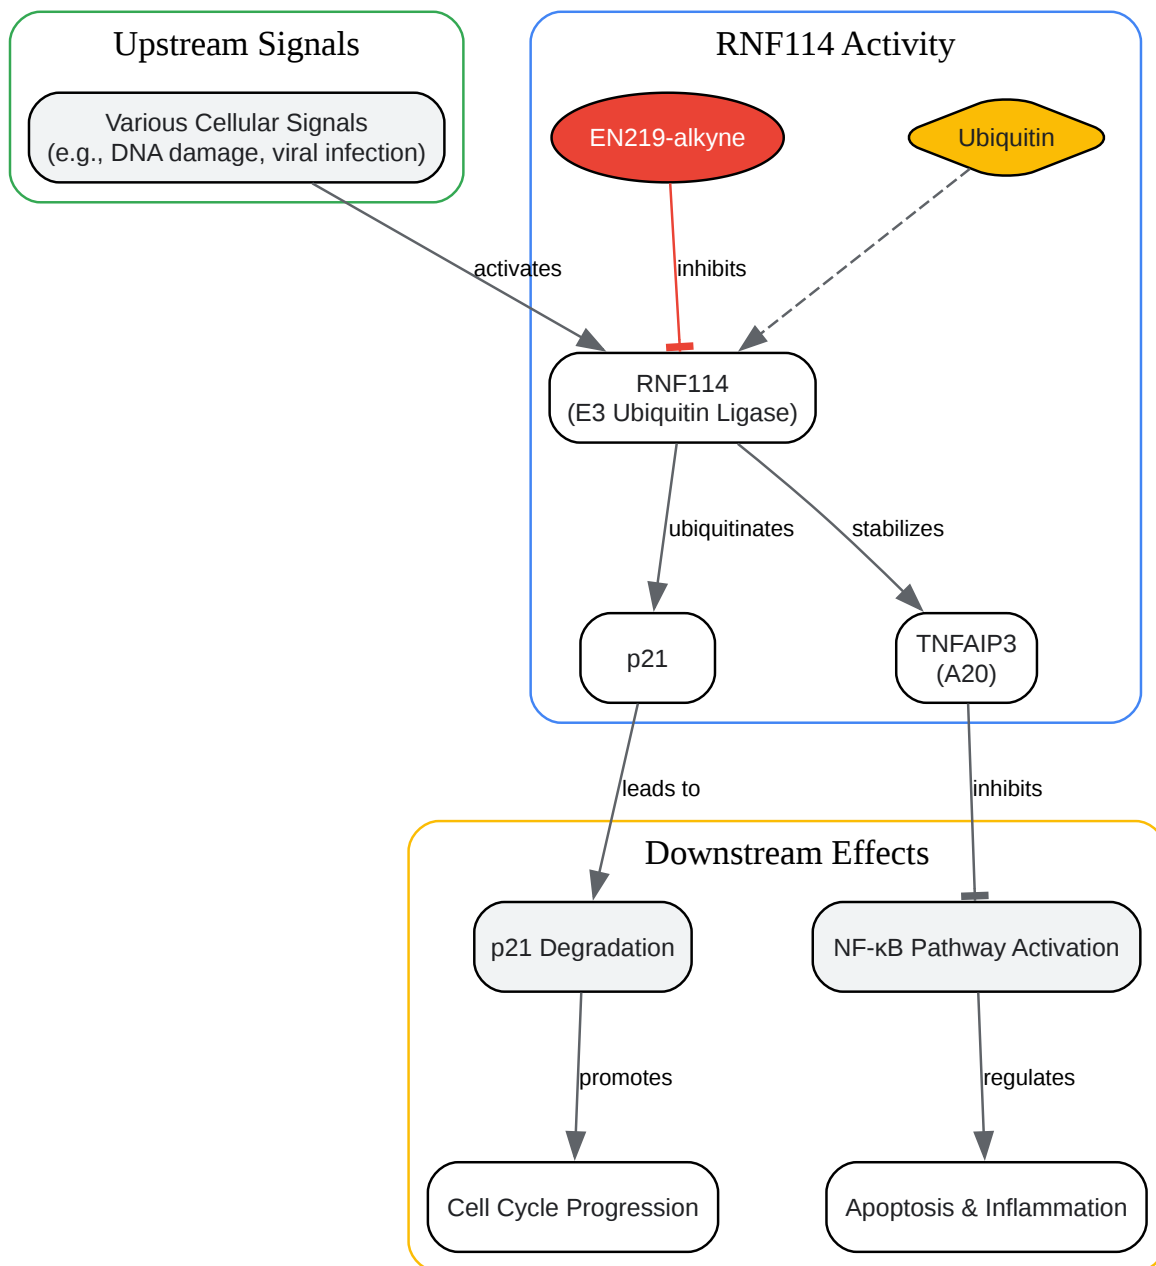 Upstream Signals
RNF114 Activity
Various Cellular Signals
(e.g., DNA damage, viral infection)
EN219-alkyne
Ubiquitin
activates
inhibits
RNF114
(E3 Ubiquitin Ligase)
ubiquitinates
stabilizes
p21
TNFAIP3
(A20)
leads to
inhibits
Downstream Effects
p21 Degradation
NF-κB Pathway Activation
promotes
regulates
Cell Cycle Progression
Apoptosis & Inflammation